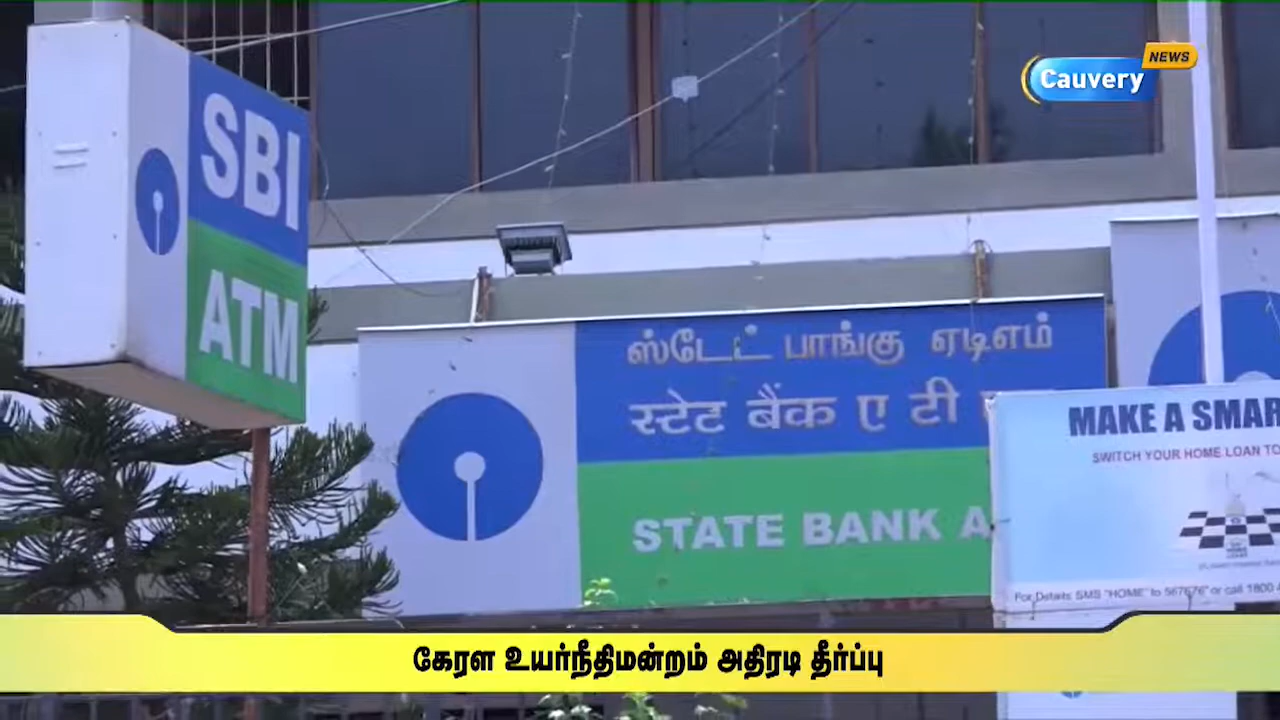 NEWS
Cauvery
SBI
ATM
ஸ்டேட் பாங்கு ஏடிஎம்
स्टेट बैंक ए टी
STATE BANK A
MAKE A SMAR
SWITCH YOUR HOME LOAN TO
For Details SMS "HOME" to 567676" or call 1800
கேரள உயர்நீதிமன்றம் அதிரடி தீர்ப்பு